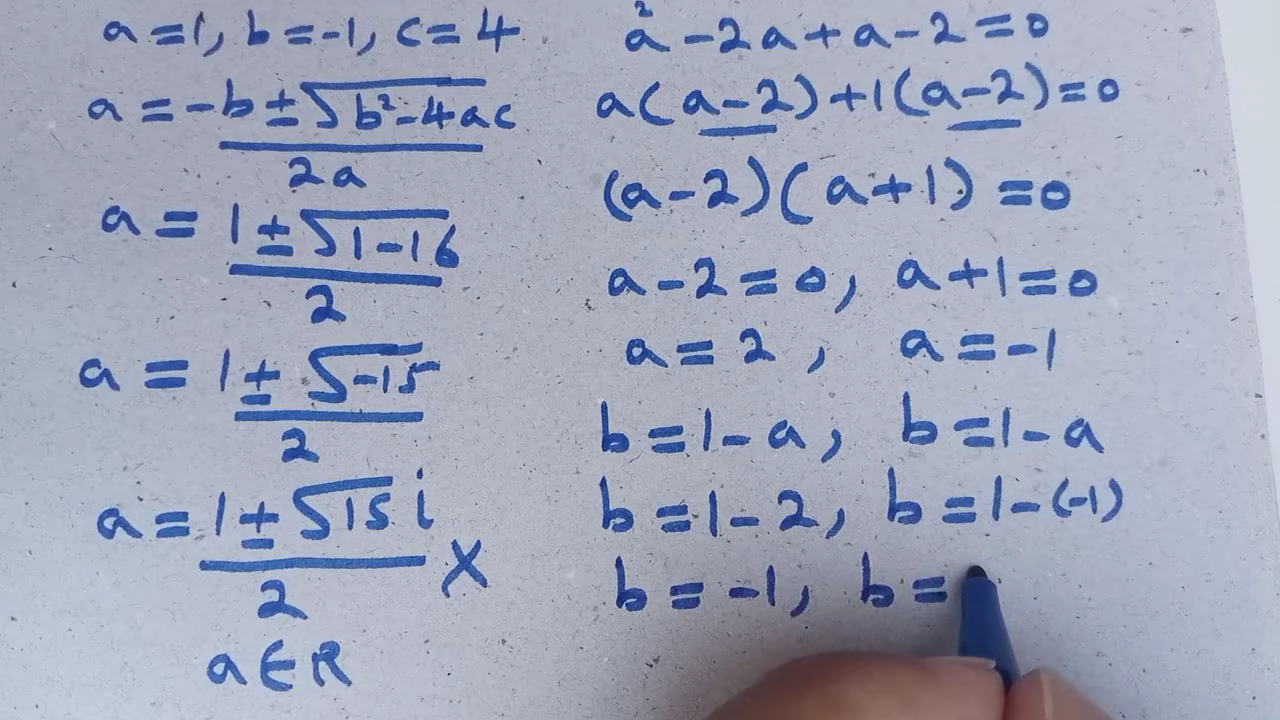 a=1, b=-1, c=4
a = -b ± √b²-4ac
2a
a = 1 ± √1-16
2
a = 1 ± √-15
2
a = 1 ± √15 i
2
X
a ∈ R
a²-2a+a-2=0
a(a-2)+1(a-2)=0
(a-2)(a+1)=0
a-2=0, a+1=0
a=2, a=-1
b=1-a, b=1-a
b=1-2, b=1-(-1)
b=-1, b=